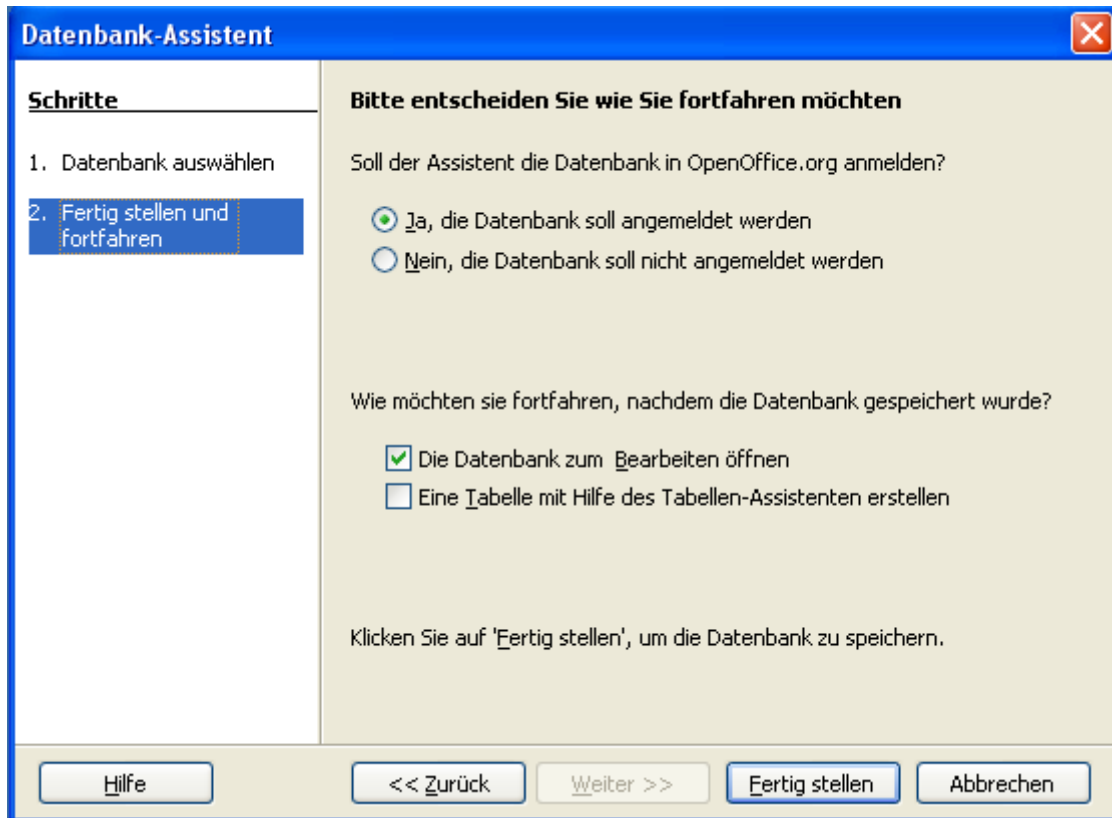 Datenbank-Assistent
Schritte
1. Datenbank auswählen
2. Fertig stellen und
fortfahren
Bitte entscheiden Sie wie Sie fortfahren möchten
Soll der Assistent die Datenbank in OpenOffice.org anmelden?
Ja, die Datenbank soll angemeldet werden
Nein, die Datenbank soll nicht angemeldet werden
Wie möchten sie fortfahren, nachdem die Datenbank gespeichert wurde?
Die Datenbank zum Bearbeiten öffnen
Eine Tabelle mit Hilfe des Tabellen-Assistenten erstellen
Klicken Sie auf 'Fertig stellen', um die Datenbank zu speichern.
Hilfe
<< Zurück
Weiter >>
Fertig stellen
Abbrechen